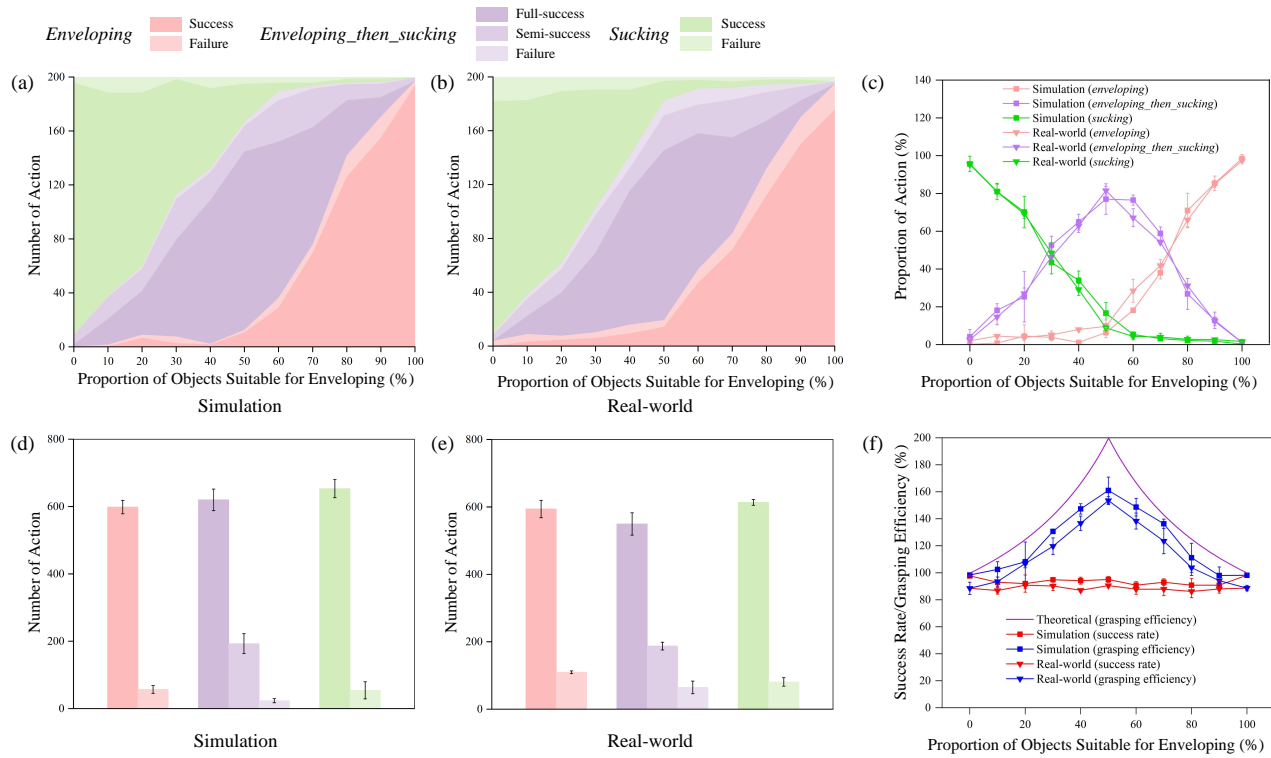 Enveloping
Success
Failure
Enveloping_then_sucking
Full-success
Semi-success
Failure
Sucking
Success
Failure
(a)
Number of Action
200
160
120
80
40
0
0 10 20 30 40 50 60 70 80 90 100
Proportion of Objects Suitable for Enveloping (%)
Simulation
(b)
Number of Action
200
160
120
80
40
0
0 10 20 30 40 50 60 70 80 90 100
Proportion of Objects Suitable for Enveloping (%)
Real-world
(c)
Proportion of Action (%)
140
120
100
80
60
40
20
0
Simulation (enveloping)
Simulation (enveloping_then_sucking)
Simulation (sucking)
Real-world (enveloping)
Real-world (enveloping_then_sucking)
Real-world (sucking)
0 20 40 60 80 100
Proportion of Objects Suitable for Enveloping (%)
(d)
Number of Action
800
600
400
200
0
Simulation
(e)
Number of Action
800
600
400
200
0
Real-world
(f)
Success Rate/Grasping Efficiency (%)
200
180
160
140
120
100
80
60
40
20
0
Theoretical (grasping efficiency)
Simulation (success rate)
Simulation (grasping efficiency)
Real-world (success rate)
Real-world (grasping efficiency)
0 20 40 60 80 100
Proportion of Objects Suitable for Enveloping (%)